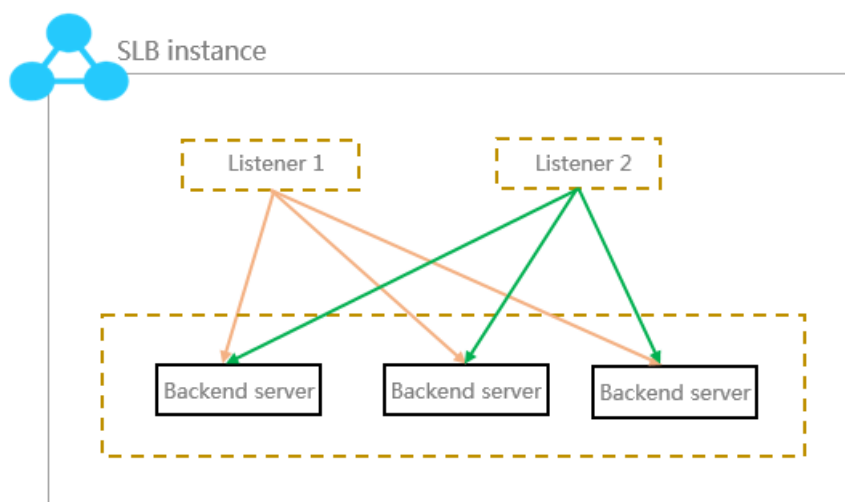 SLB instance
Listener 1
Listener 2
Backend server
Backend server
Backend server